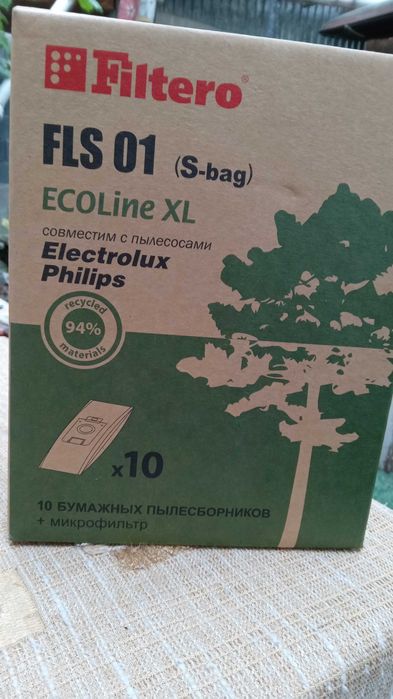 Filtero®
FLS 01 (S-bag)
ECOLine XL
совместим с пылесосами
Electrolux
Philips
recycled
94%
materials
x10
10 БУМАЖНЫХ ПЫЛЕСБОРНИКОВ
+ микрофильтр